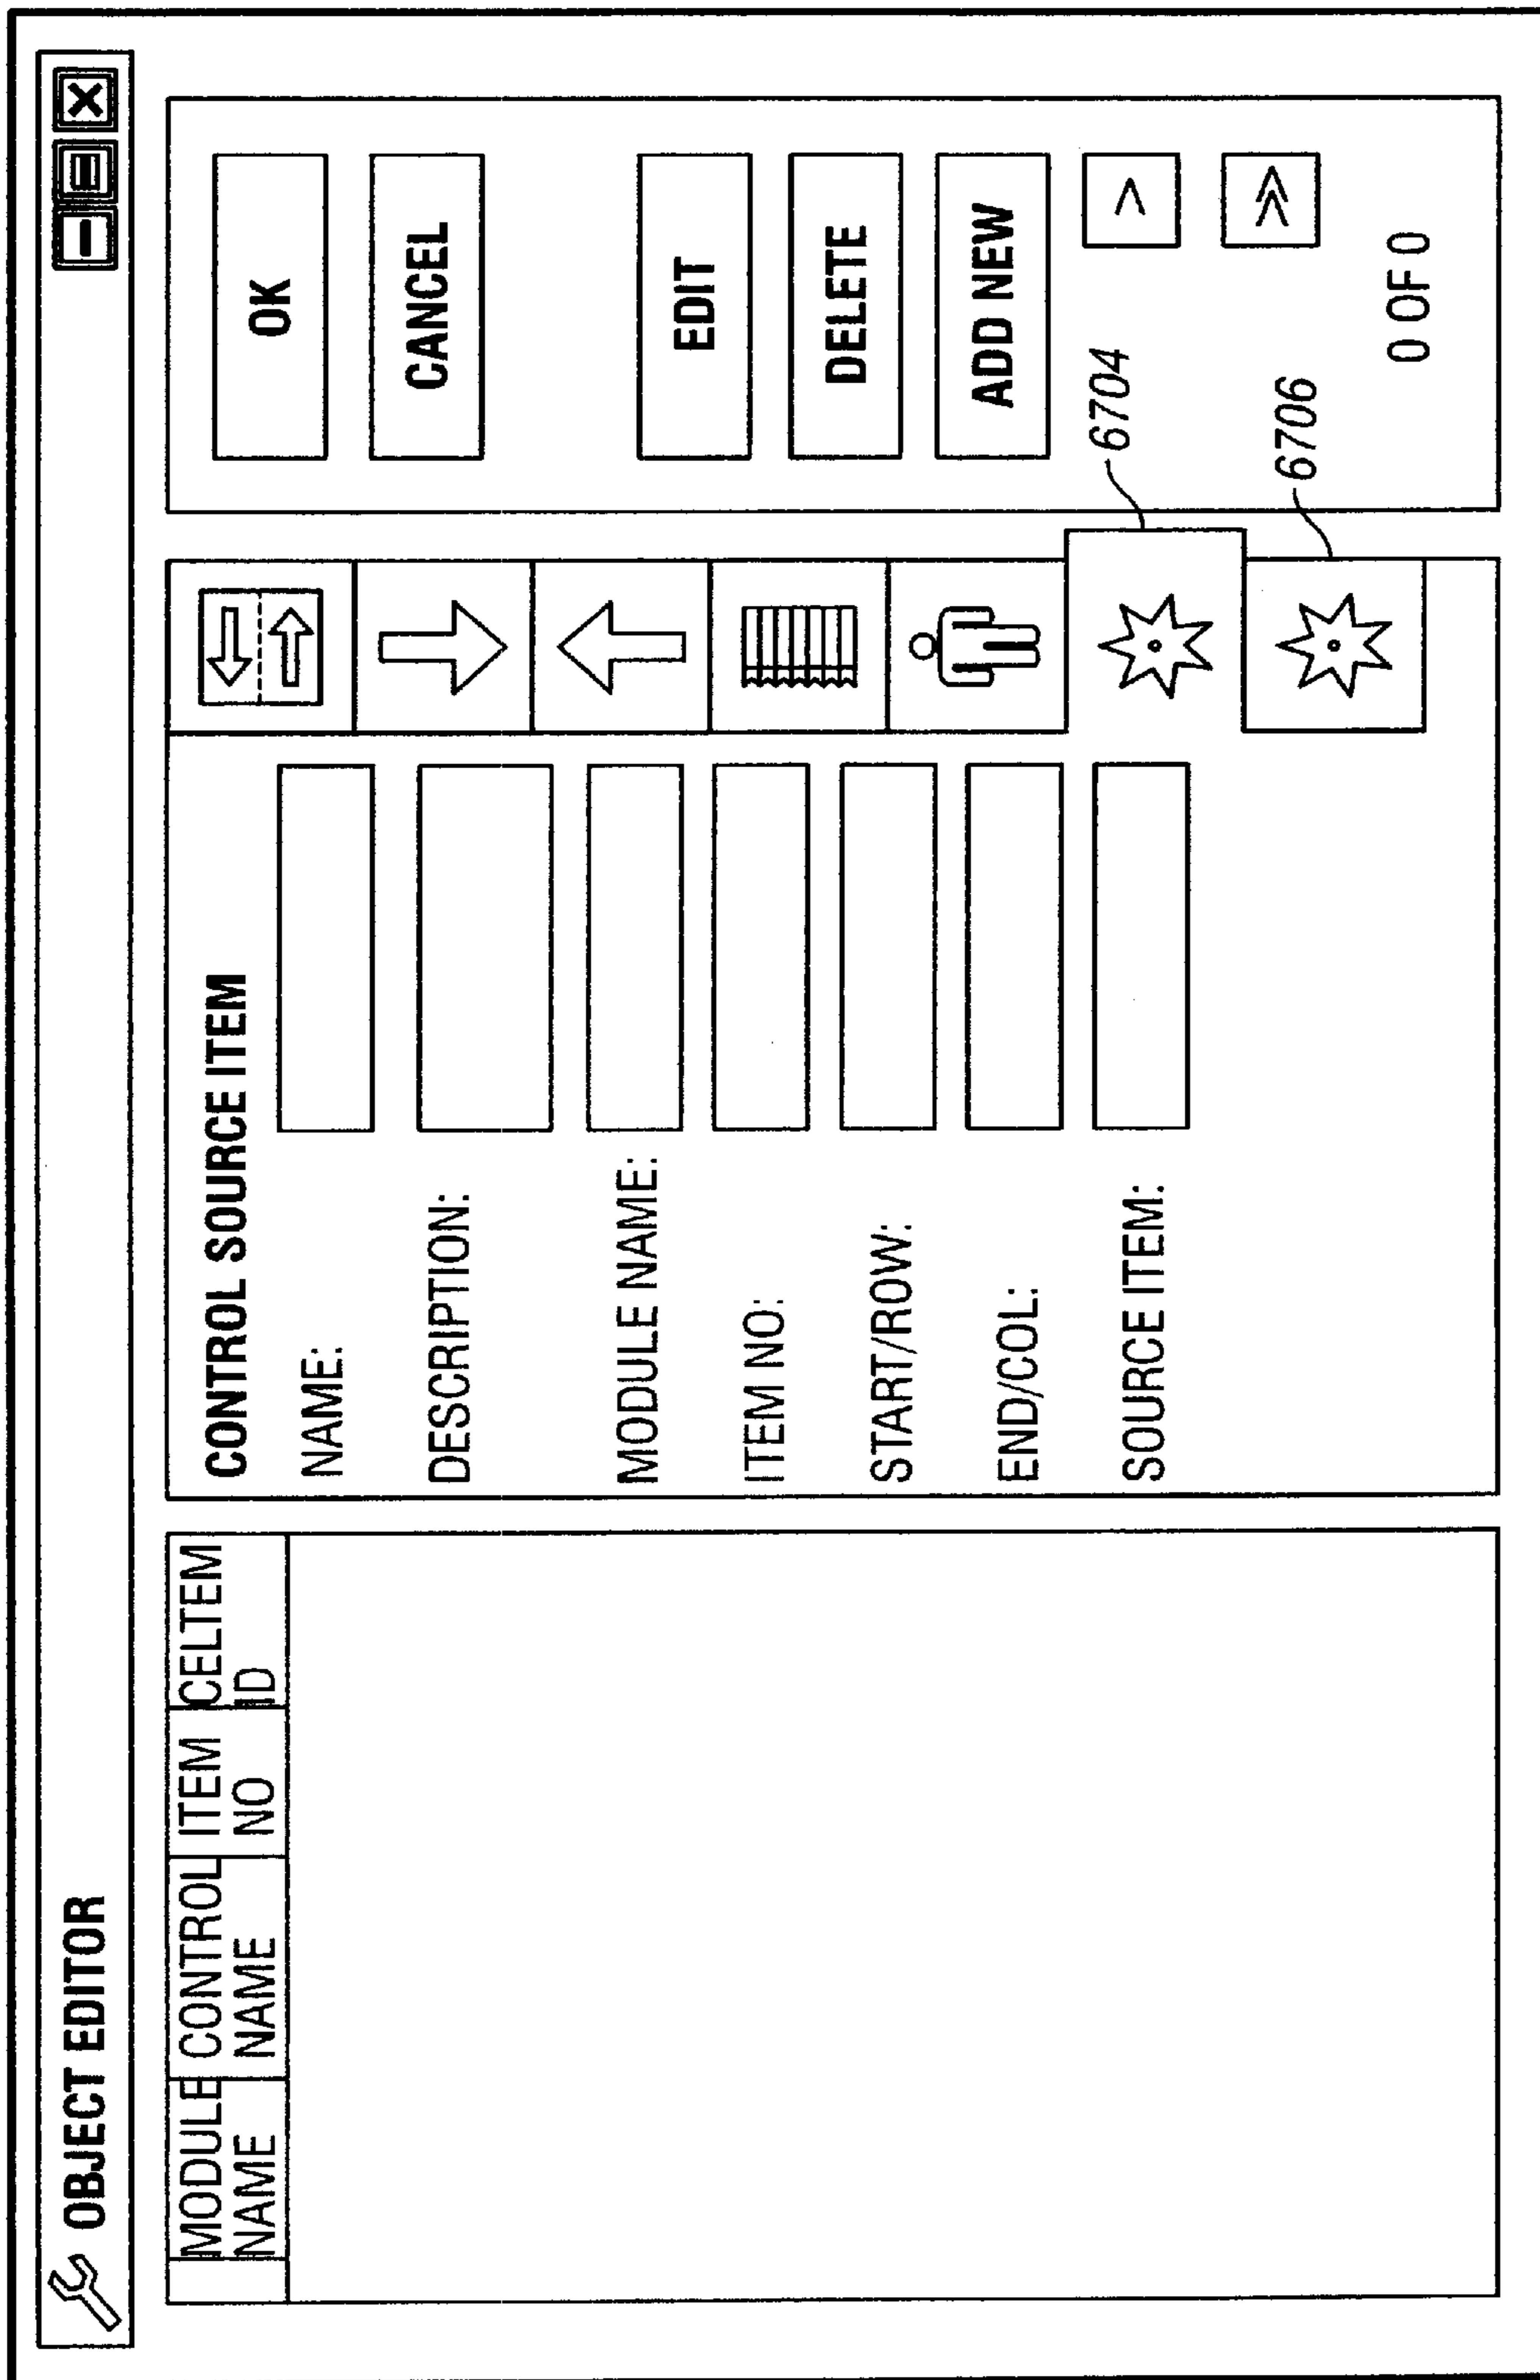 OBJECT EDITOR
MODULE NAME
CONTROL NAME
ITEM NO
CELTEM ID
CONTROL SOURCE ITEM
NAME:
DESCRIPTION:
MODULE NAME:
ITEM NO:
START/ROW:
END/COL:
SOURCE ITEM:
OK
CANCEL
EDIT
DELETE
ADD NEW
>
>>
6704
6706
0 OF 0